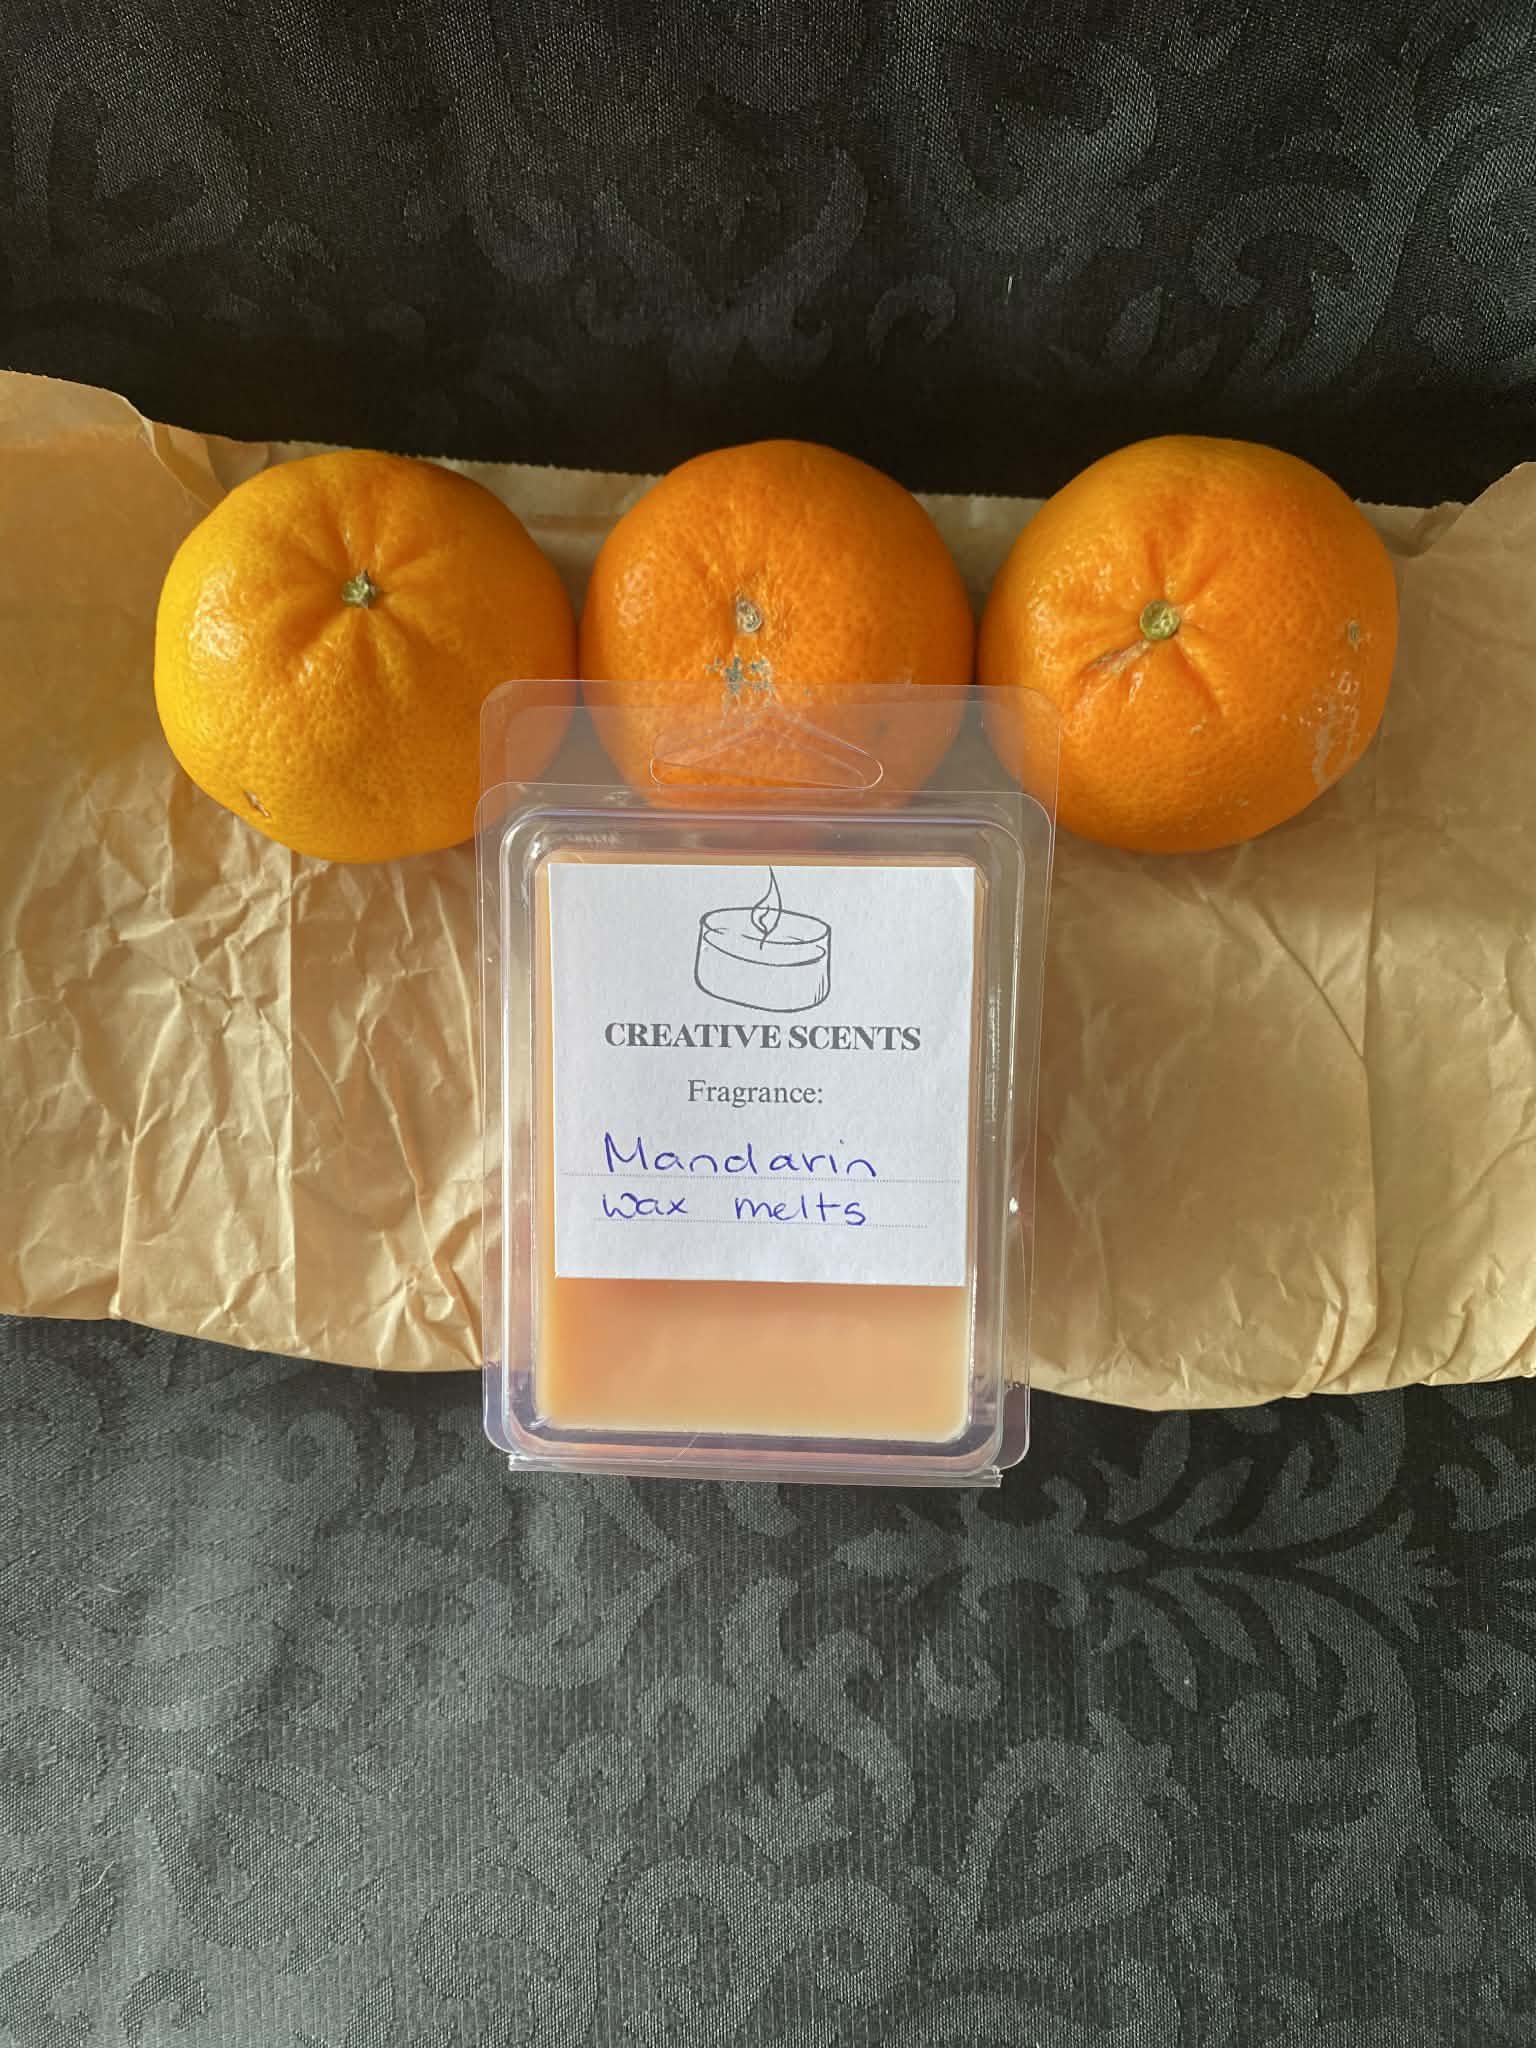 CREATIVE SCENTS
Fragrance:
Mandarin
wax melts